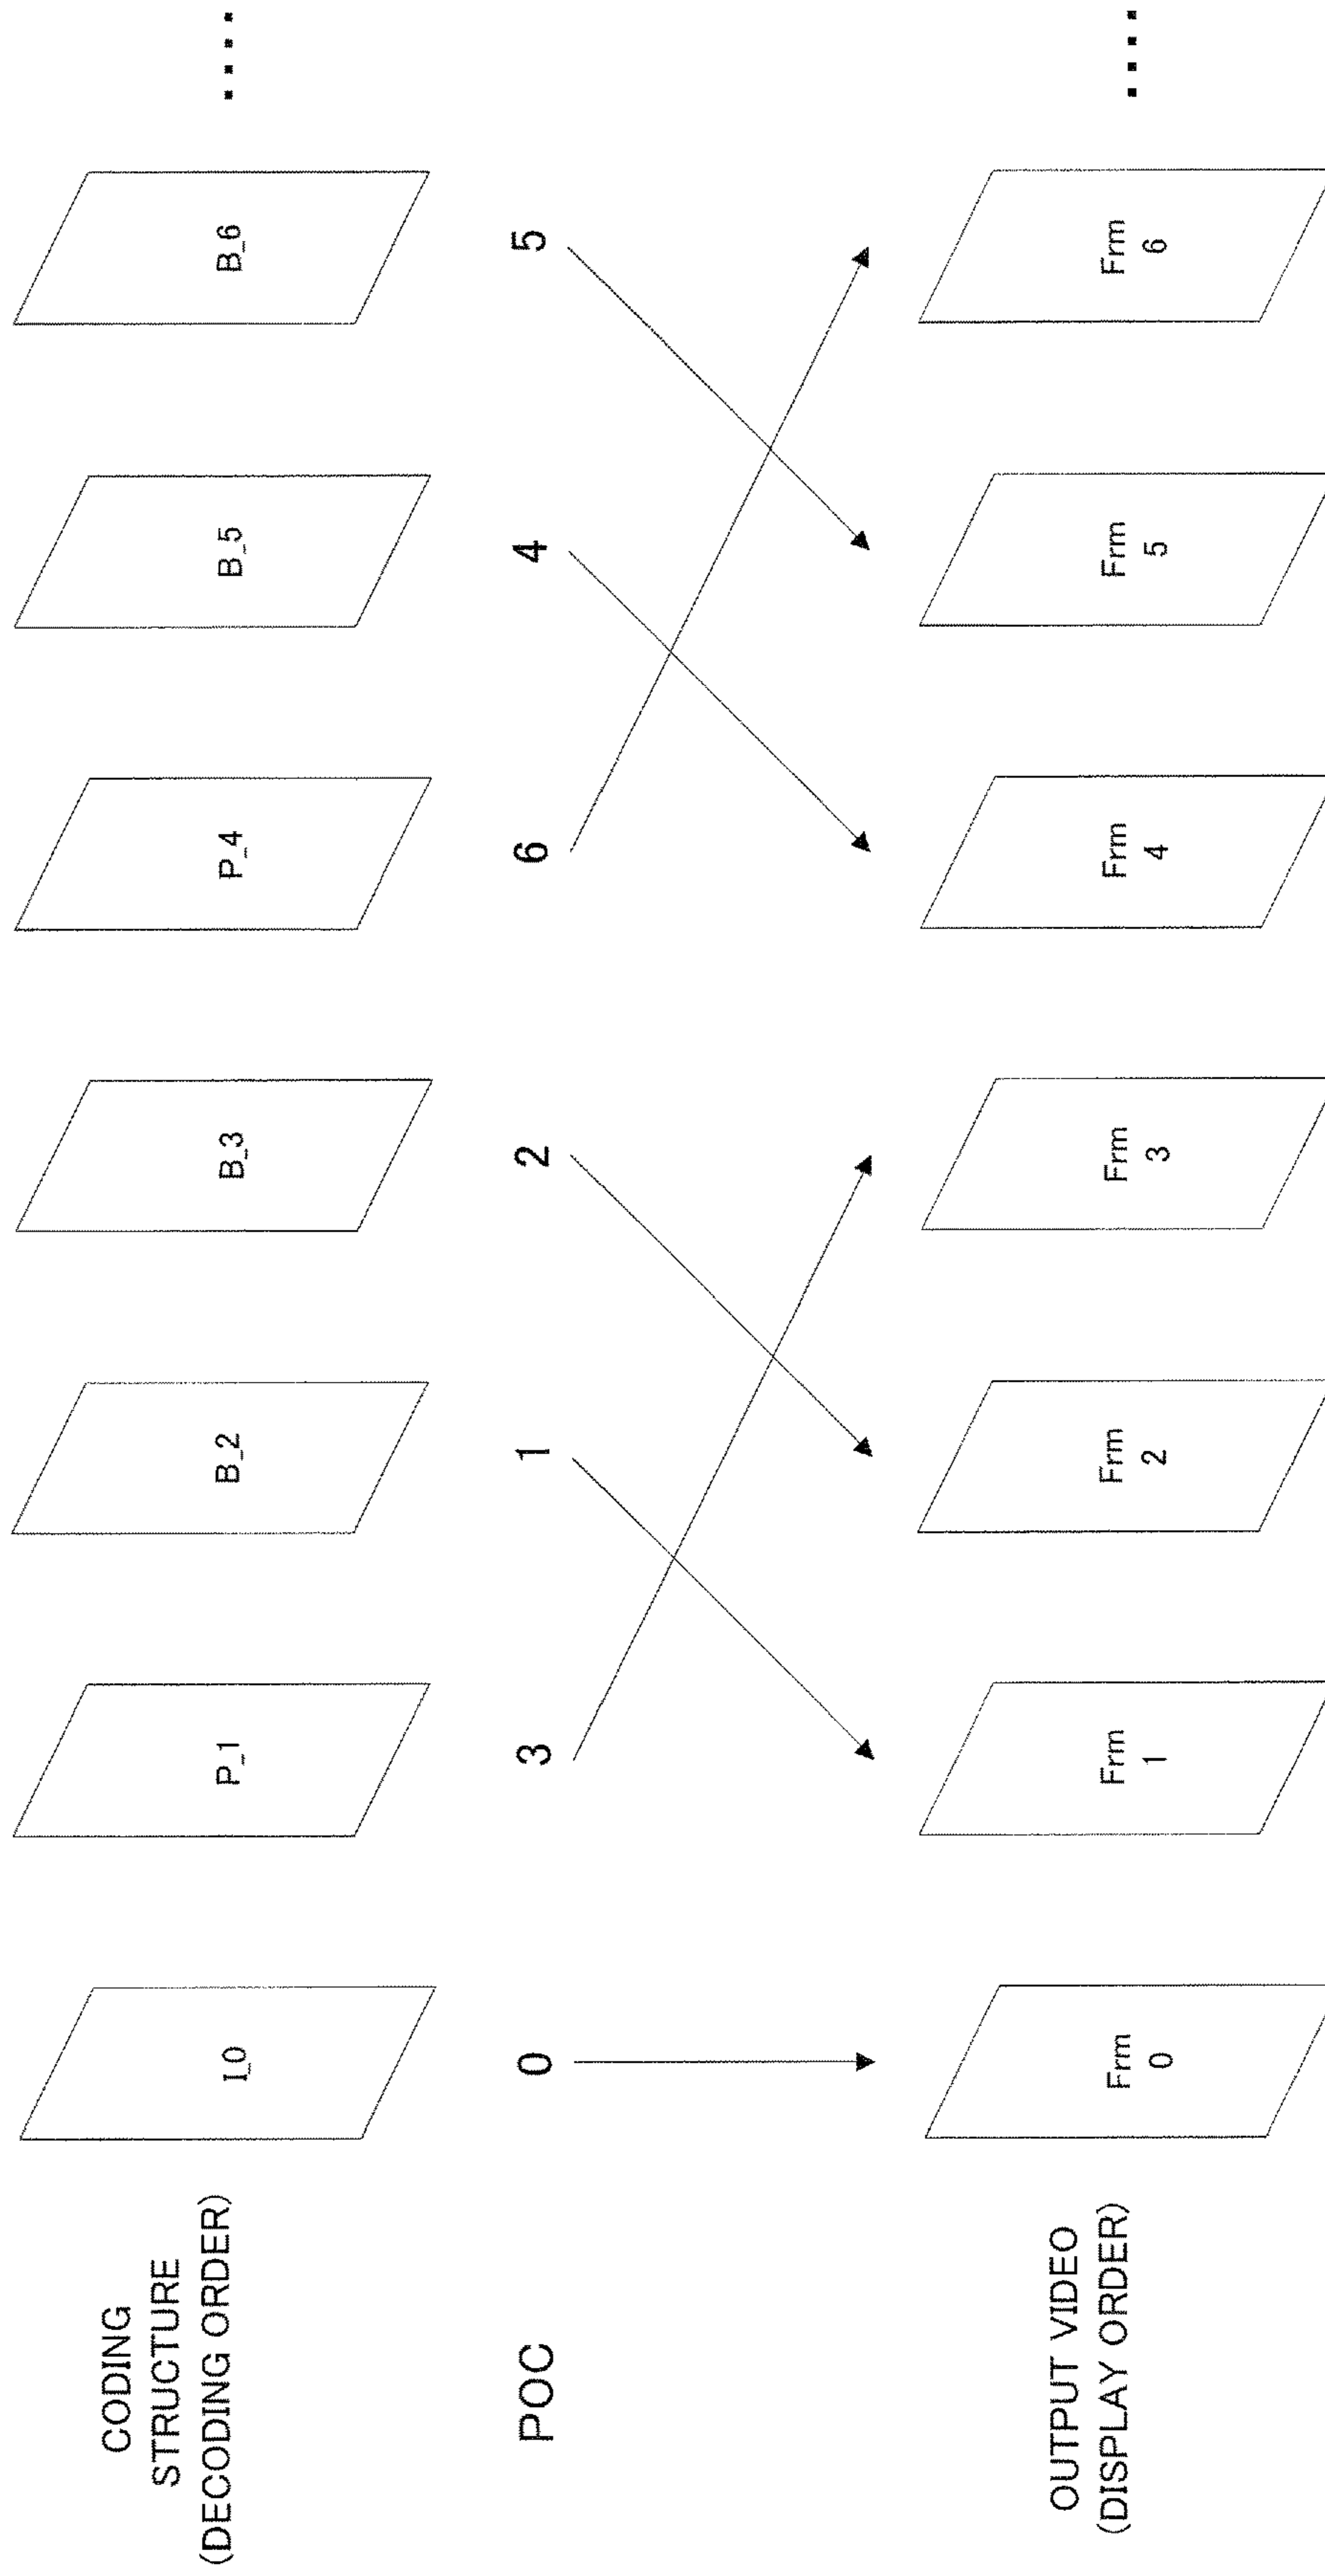 CODING
STRUCTURE
(DECODING ORDER)
I_0
P_1
B_2
B_3
P_4
B_5
B_6
....
POC
0
3
1
2
6
4
5
OUTPUT VIDEO
(DISPLAY ORDER)
Frm
0
Frm
1
Frm
2
Frm
3
Frm
4
Frm
5
Frm
6
....